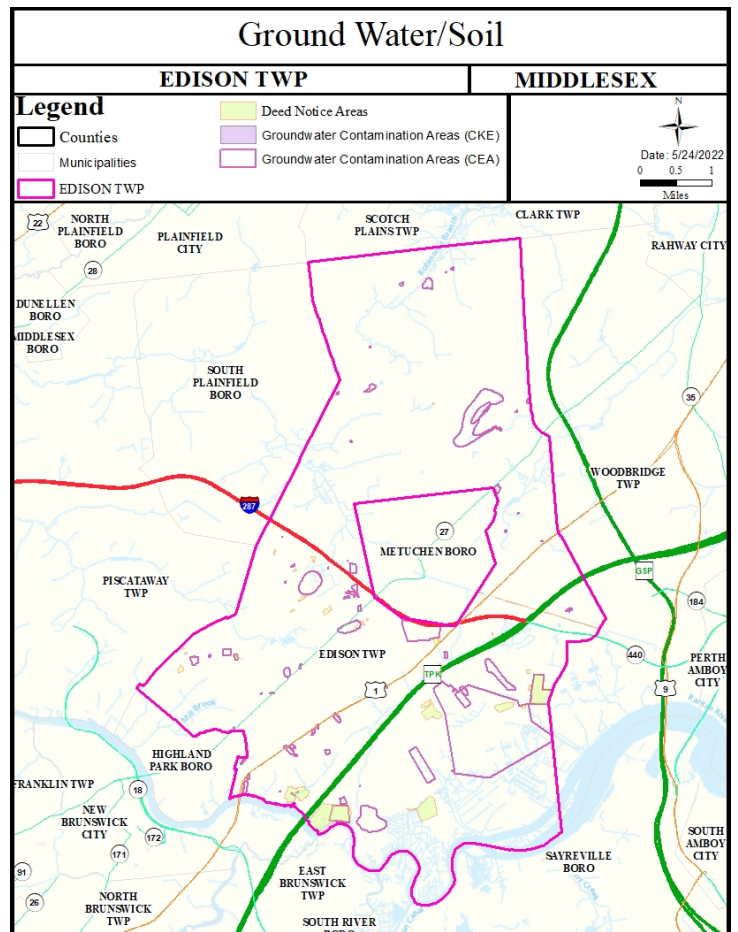 Ground Water/Soil
EDISON TWP
MIDDLESEX
Legend
Counties
Municipalities
EDISON TWP
Deed Notice Areas
Groundwater Contamination Areas (CKE)
Groundwater Contamination Areas (CEA)
N
Date: 5/24/2022
0 0.5 1
Miles
22
NORTH
PLAINFIELD
BORO
PLAINFIELD
CITY
SCOTCH
PLAINS TWP
CLARK TWP
RAHWAY CITY
28
DUNELLEN
BORO
MIDDLESEX
BORO
SOUTH
PLAINFIELD
BORO
35
WOODBRIDGE
TWP
287
27
METUCHEN BORO
PISCATAWAY
TWP
GSP
184
EDISON TWP
440
PERTH
AMBOY
CITY
TPK
1
9
Mill Brook
HIGHLAND
PARK BORO
FRANKLIN TWP
18
NEW
BRUNSWICK
CITY
172
171
91
26
NORTH
BRUNSWICK
TWP
EAST
BRUNSWICK
TWP
SAYREVILLE
BORO
SOUTH
AMBOY
CITY
SOUTH RIVER
BORO